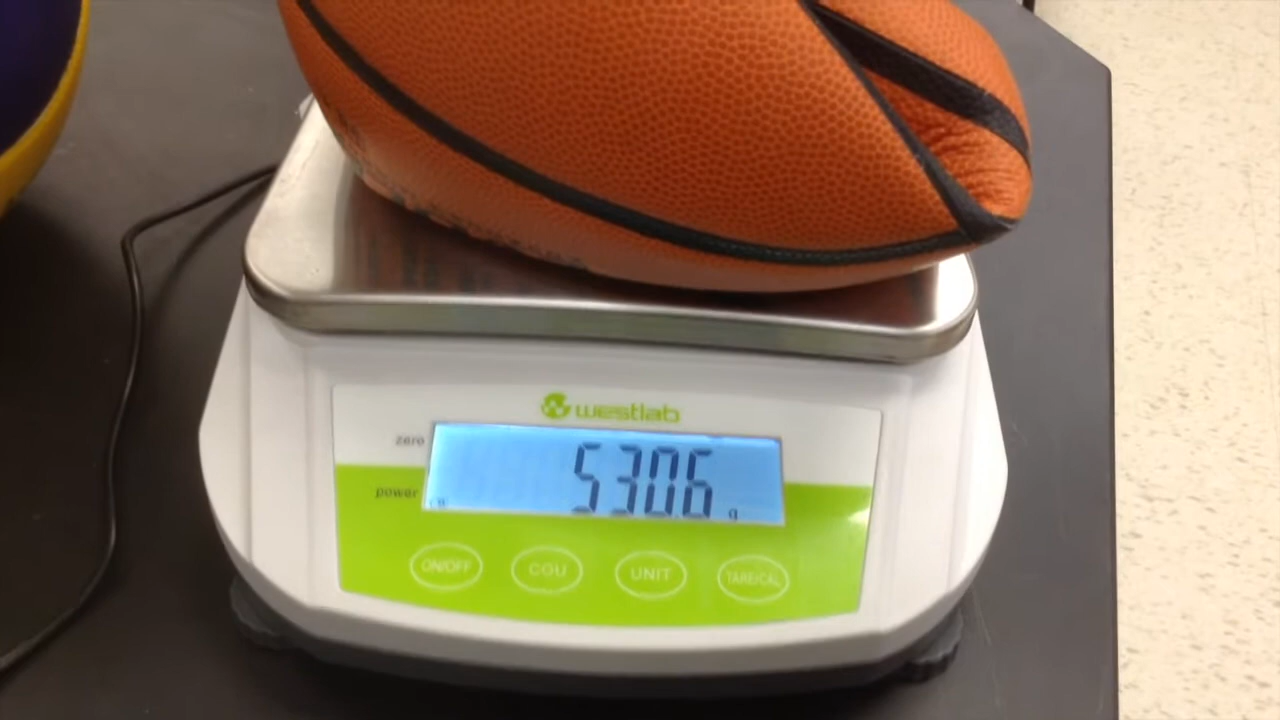 westlab
zero
530.6 g
power
ON/OFF
COU
UNIT
TARE/CAL